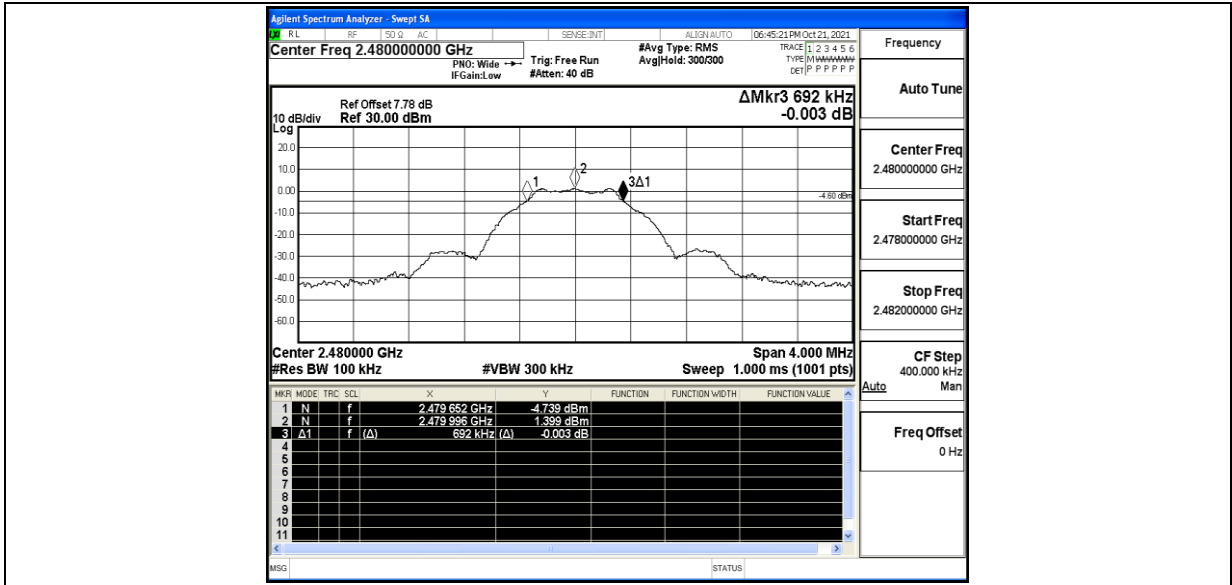 Agilent Spectrum Analyzer - Swept SA
LXI RL RF 50 Ω AC SENSE:INT ALIGN AUTO 06:45:21 PM Oct 21, 2021
Center Freq 2.480000000 GHz
PNO: Wide
IFGain:Low
Trig: Free Run
#Atten: 40 dB
#Avg Type: RMS
Avg|Hold: 300/300
TRACE 1 2 3 4 5 6
TYPE M WWWWW
DET P P P P P P
Frequency
Auto Tune
Center Freq
2.480000000 GHz
Start Freq
2.478000000 GHz
Stop Freq
2.482000000 GHz
CF Step
400.000 kHz
Auto Man
Freq Offset
0 Hz
ΔMkr3 692 kHz
-0.003 dB
Ref Offset 7.78 dB
10 dB/div Ref 30.00 dBm
Log
20.0
10.0
0.00
-10.0
-20.0
-30.0
-40.0
-50.0
-60.0
1
2
3Δ1
-4.60 dBm
Center 2.480000 GHz Span 4.000 MHz
#Res BW 100 kHz #VBW 300 kHz Sweep 1.000 ms (1001 pts)
MKR MODE TRC SCL X Y FUNCTION FUNCTION WIDTH FUNCTION VALUE
1 N f 2.479 652 GHz -4.739 dBm
2 N f 2.479 996 GHz 1.399 dBm
3 Δ1 f (Δ) 692 kHz (Δ) -0.003 dB
4
5
6
7
8
9
10
11
MSG STATUS